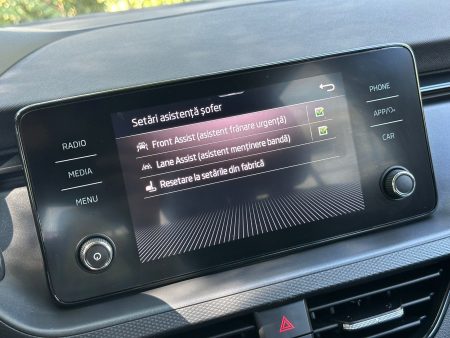 Setări asistență șofer
Front Assist (asistent frânare urgență)
Lane Assist (asistent menținere bandă)
Resetare la setările din fabrică
RADIO
MEDIA
MENU
PHONE
APP/
CAR